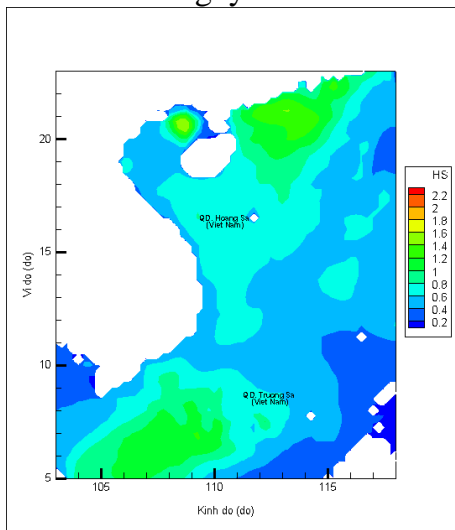 HS
2.2
2
1.8
1.6
1.4
1.2
1
0.8
0.6
0.4
0.2
20
15
10
5
Vi do (do)
QD. Hoang Sa
(Viet Nam)
QD. Truong Sa
(Viet Nam)
105
110
115
Kinh do (do)